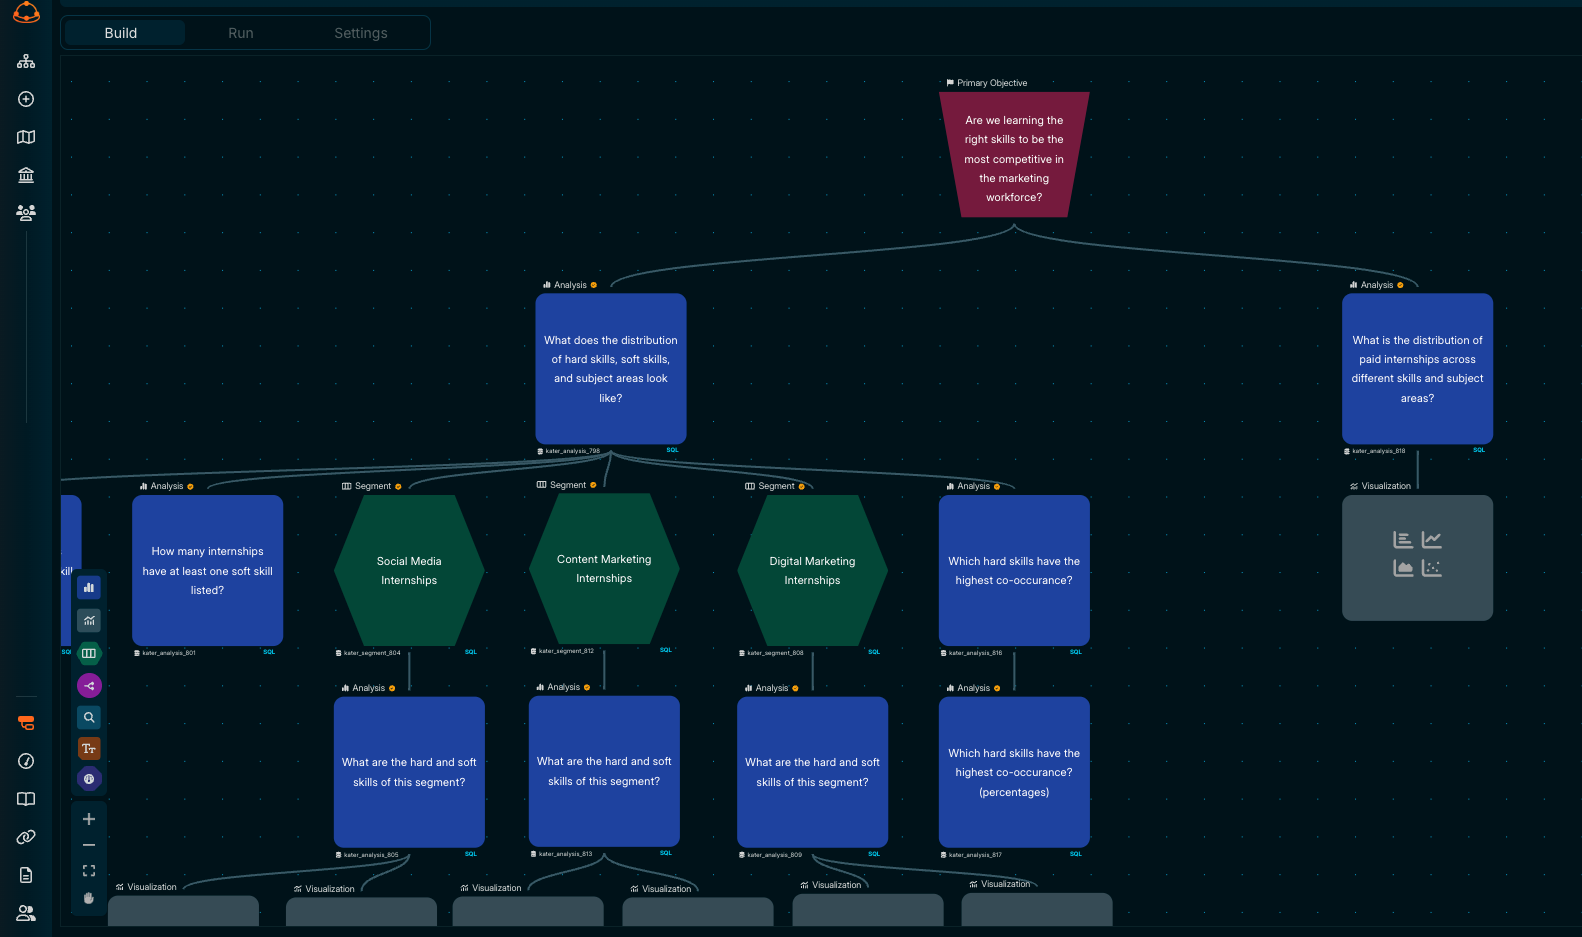 Build
Run
Settings
Primary Objective
Are we learning the
right skills to be the
most competitive in
the marketing
workforce?
Analysis
What does the distribution
of hard skills, soft skills,
and subject areas look
like?
kater_analysis_798
SQL
Analysis
What is the distribution of
paid internships across
different skills and subject
areas?
kater_analysis_818
SQL
Analysis
How many internships
have at least one soft skill
listed?
kater_analysis_801
SQL
Segment
Social Media
Internships
kater_segment_804
SQL
Segment
Content Marketing
Internships
kater_segment_812
SQL
Segment
Digital Marketing
Internships
kater_segment_808
SQL
Analysis
Which hard skills have the
highest co-occurance?
kater_analysis_816
SQL
Visualization
Analysis
What are the hard and soft
skills of this segment?
kater_analysis_805
SQL
Analysis
What are the hard and soft
skills of this segment?
kater_analysis_813
SQL
Analysis
What are the hard and soft
skills of this segment?
kater_analysis_809
SQL
Analysis
Which hard skills have the
highest co-occurance?
(percentages)
kater_analysis_817
SQL
Visualization
Visualization
Visualization
Visualization
Visualization
Visualization